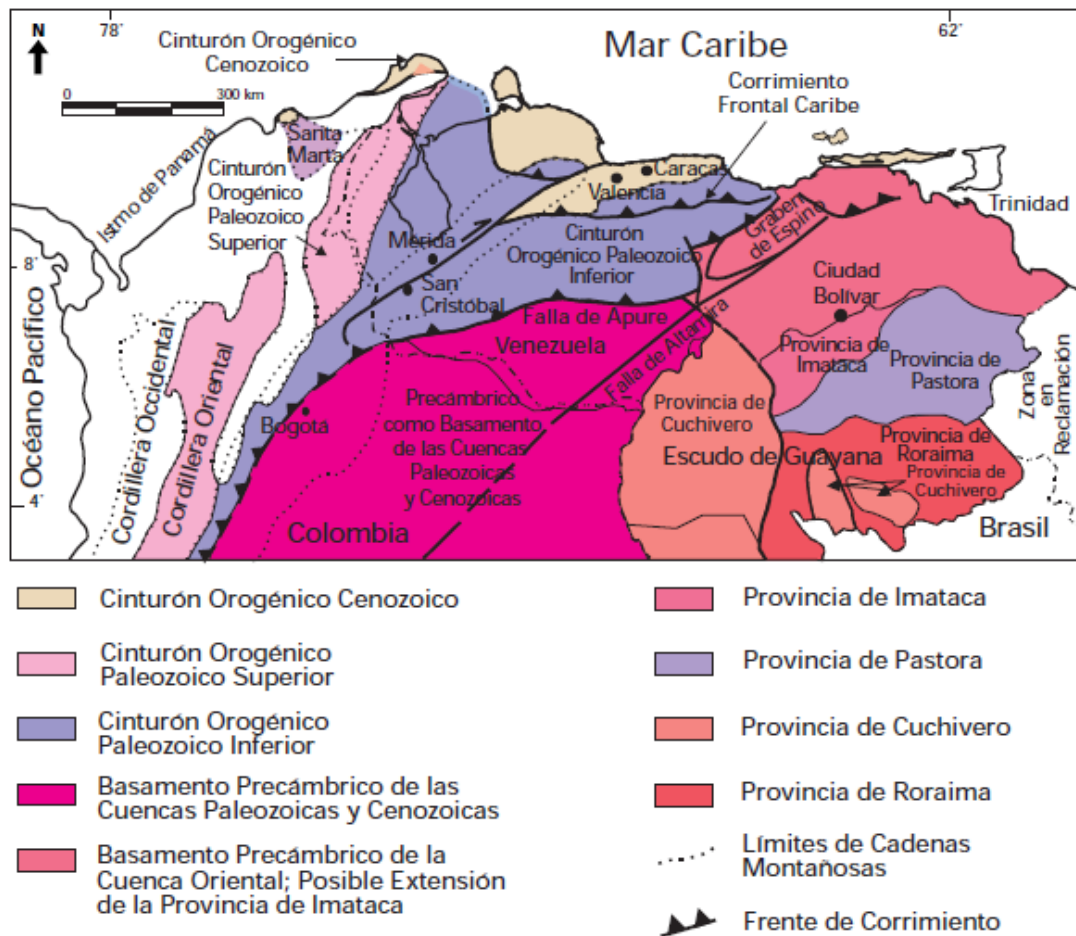 78°
62°
N
Cinturón Orogénico
Cenozoico
Mar Caribe
0
300 km
Corrimiento
Frontal Caribe
Santa
Marta
Istmo de Panamá
Cinturón
Orogénico
Paleozoico
Superior
Caracas
Valencia
Trinidad
Graben
de Espino
Mérida
Cinturón
Orogénico Paleozoico
Inferior
8°
San
Cristóbal
Ciudad
Bolívar
Océano Pacífico
Falla de Apure
Falla de Altamira
Venezuela
Provincia de
Imataca
Provincia de
Pastora
Zona
en
Reclamación
Cordillera Occidental
Cordillera Oriental
Bogotá
Precámbrico
como Basamento
de las Cuencas
Paleozoicas
y Cenozoicas
Provincia de
Cuchivero
Escudo de Guayana
Provincia de
Roraima
Provincia de
Cuchivero
4°
Colombia
Brasil
Cinturón Orogénico Cenozoico
Cinturón Orogénico
Paleozoico Superior
Cinturón Orogénico
Paleozoico Inferior
Basamento Precámbrico de las
Cuencas Paleozoicas y Cenozoicas
Basamento Precámbrico de la
Cuenca Oriental; Posible Extensión
de la Provincia de Imataca
Provincia de Imataca
Provincia de Pastora
Provincia de Cuchivero
Provincia de Roraima
Límites de Cadenas
Montañosas
Frente de Corrimiento